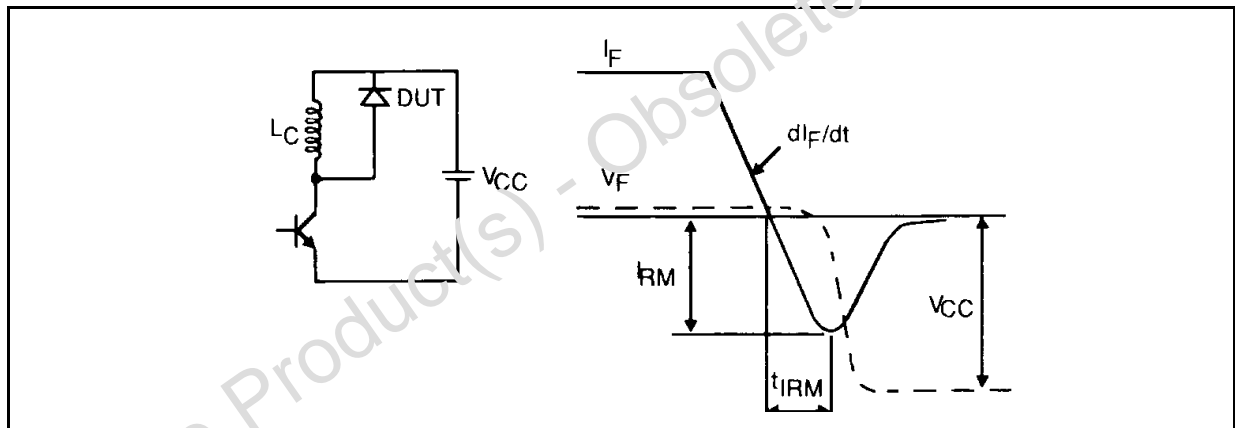 Product(s) - Obsolete
DUT
LC
VCC
IF
dIF/dt
VF
IRM
VCC
tIRM